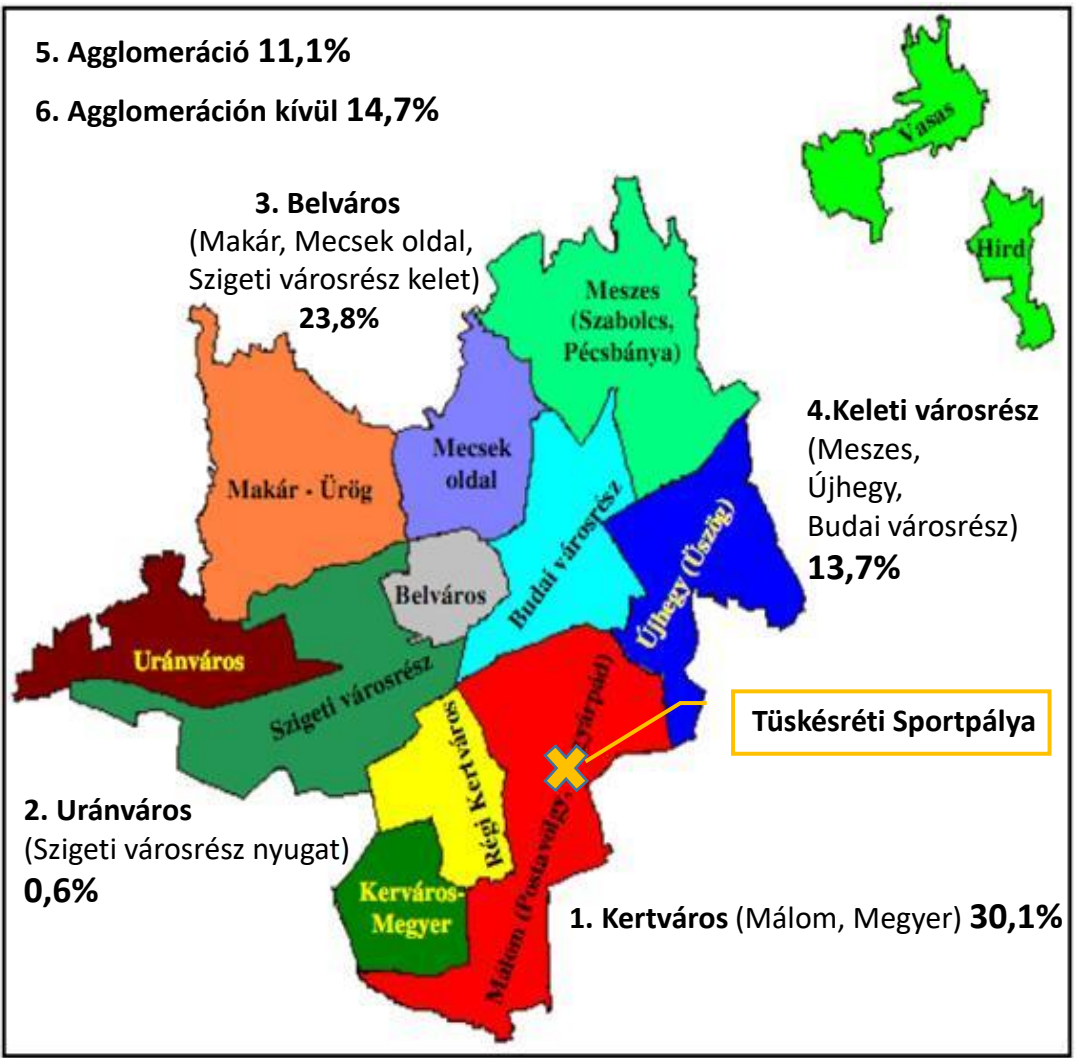 5. Agglomeráció 11,1%
6. Agglomeráción kívül 14,7%
3. Belváros
(Makár, Mecsek oldal,
Szigeti városrész kelet)
23,8%
Vasas
Hird
Meszes
(Szabolcs,
Pécsbánya)
4.Keleti városrész
(Meszes,
Újhegy,
Budai városrész)
13,7%
Mecsek
oldal
Makár - Ürög
Budai városrész
Újhegy (Üszög)
Belváros
Uránváros
Szigeti városrész
Tüskésréti Sportpálya
Régi Kertváros
Málom (Postavölgy, yárpád)
2. Uránváros
(Szigeti városrész nyugat)
0,6%
Kerváros-
Megyer
1. Kertváros (Málom, Megyer) 30,1%